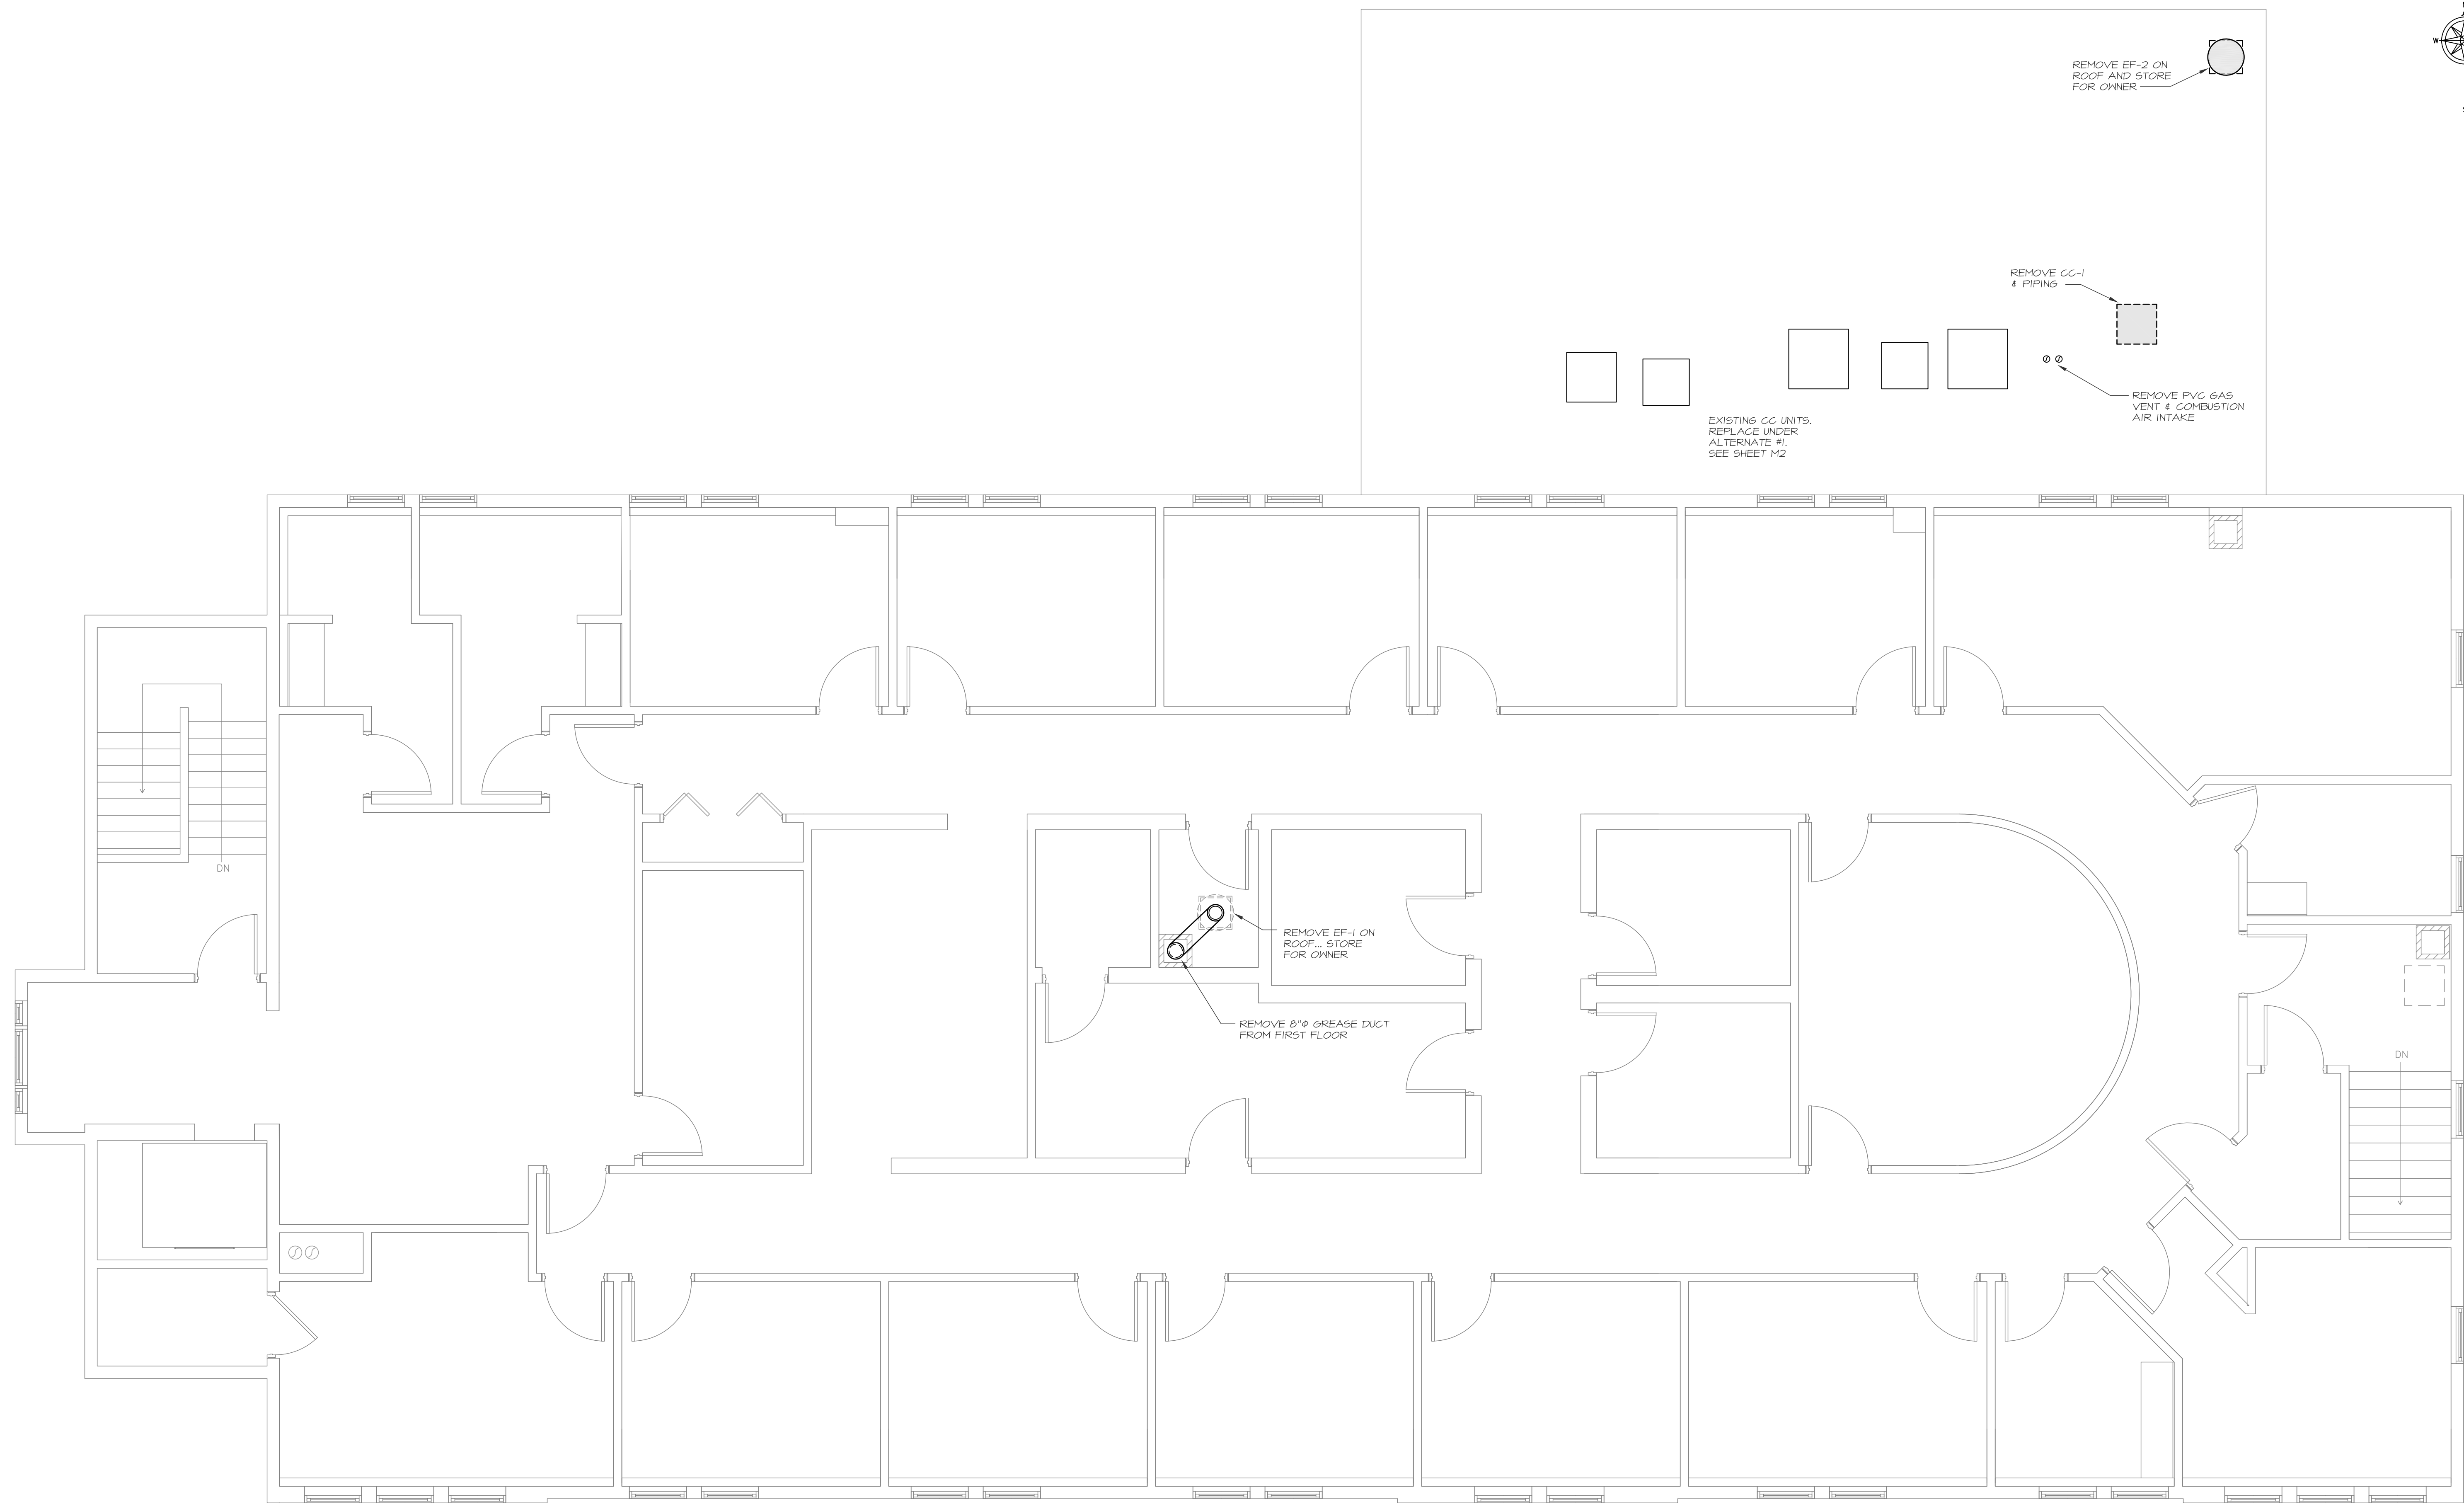 N
W
S
REMOVE EF-2 ON
ROOF AND STORE
FOR OWNER
REMOVE CC-1
& PIPING
REMOVE PVC GAS
VENT & COMBUSTION
AIR INTAKE
EXISTING CC UNITS.
REPLACE UNDER
ALTERNATE #1.
SEE SHEET M2
DN
REMOVE EF-1 ON
ROOF... STORE
FOR OWNER
REMOVE 8"Φ GREASE DUCT
FROM FIRST FLOOR
DN